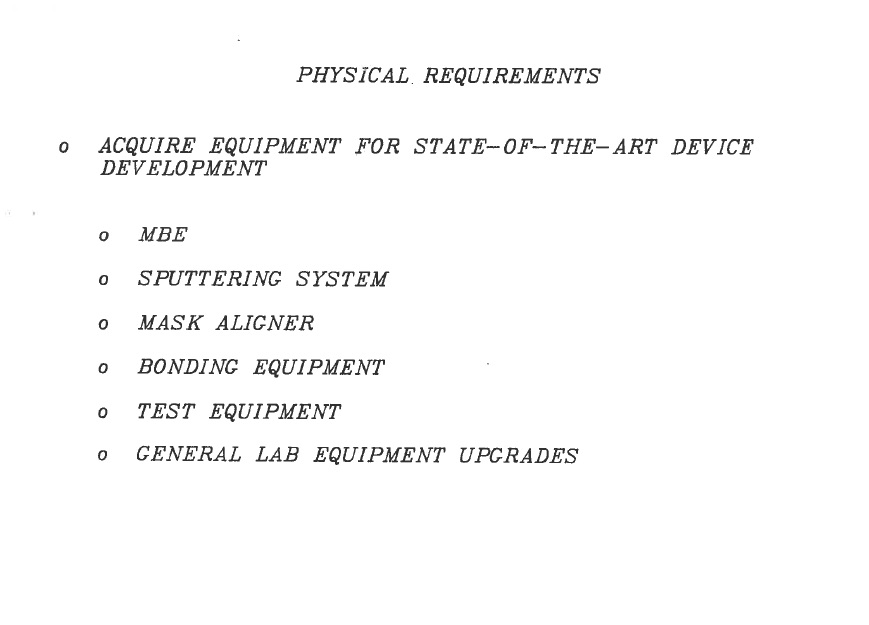 PHYSICAL REQUIREMENTS
o ACQUIRE EQUIPMENT FOR STATE-OF-THE-ART DEVICE
DEVELOPMENT
o MBE
o SPUTTERING SYSTEM
o MASK ALIGNER
o BONDING EQUIPMENT
o TEST EQUIPMENT
o GENERAL LAB EQUIPMENT UPGRADES